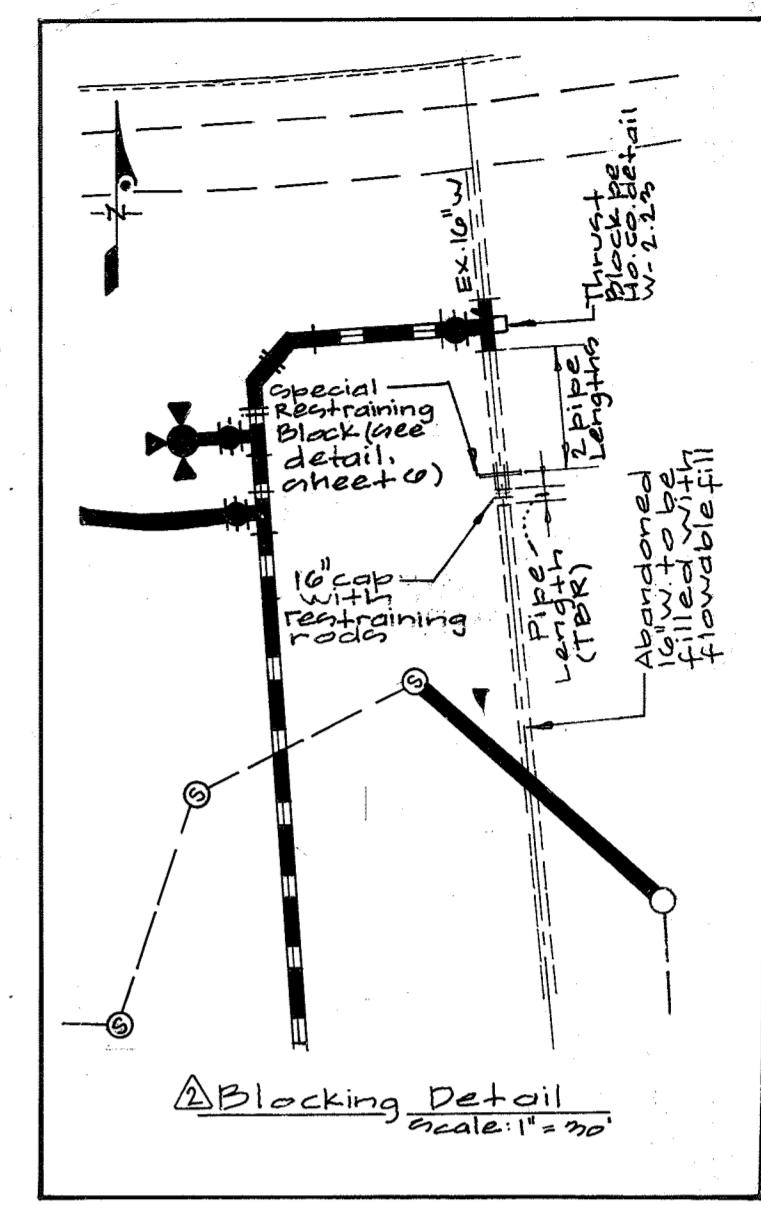 N
Ex. 16" W
Thrust
Block pe
Ho. co. detail
W-2.23
Special
Restraining
Block (see
detail,
sheet 6)
2 pipe
Lengths
16" cap
with
restraining
rods
1 Pipe
Length
(TBR)
Abandoned
16" W. to be
filled with
flowable fill
S
S
S
2 Blocking Detail
scale: 1" = 30'